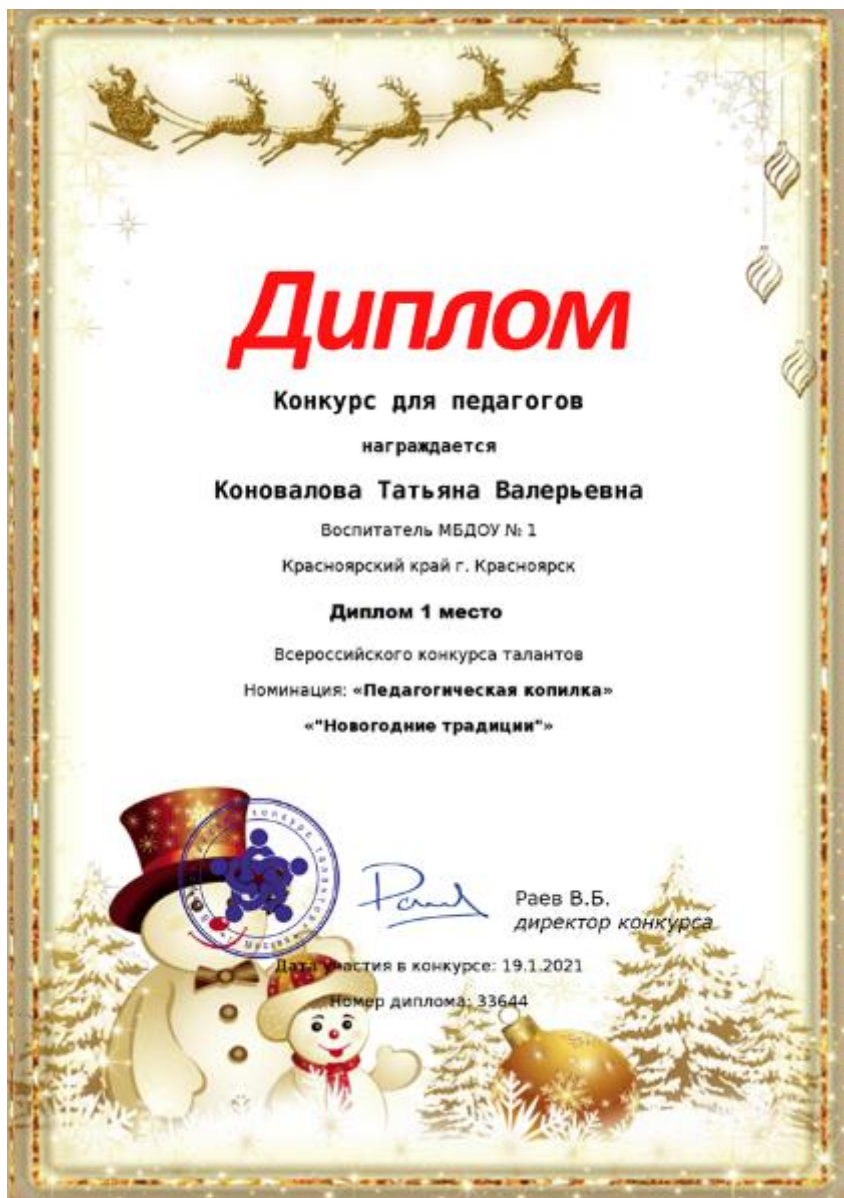 Диплом
Конкурс для педагогов
награждается
Коновалова Татьяна Валерьевна
Воспитатель МБДОУ № 1
Красноярский край г. Красноярск
Диплом 1 место
Всероссийского конкурса талантов
Номинация: «Педагогическая копилка»
«"Новогодние традиции"»
конкурс талантов
Раев В.Б.
директор конкурса
Дата участия в конкурсе: 19.1.2021
Номер диплома: 33644